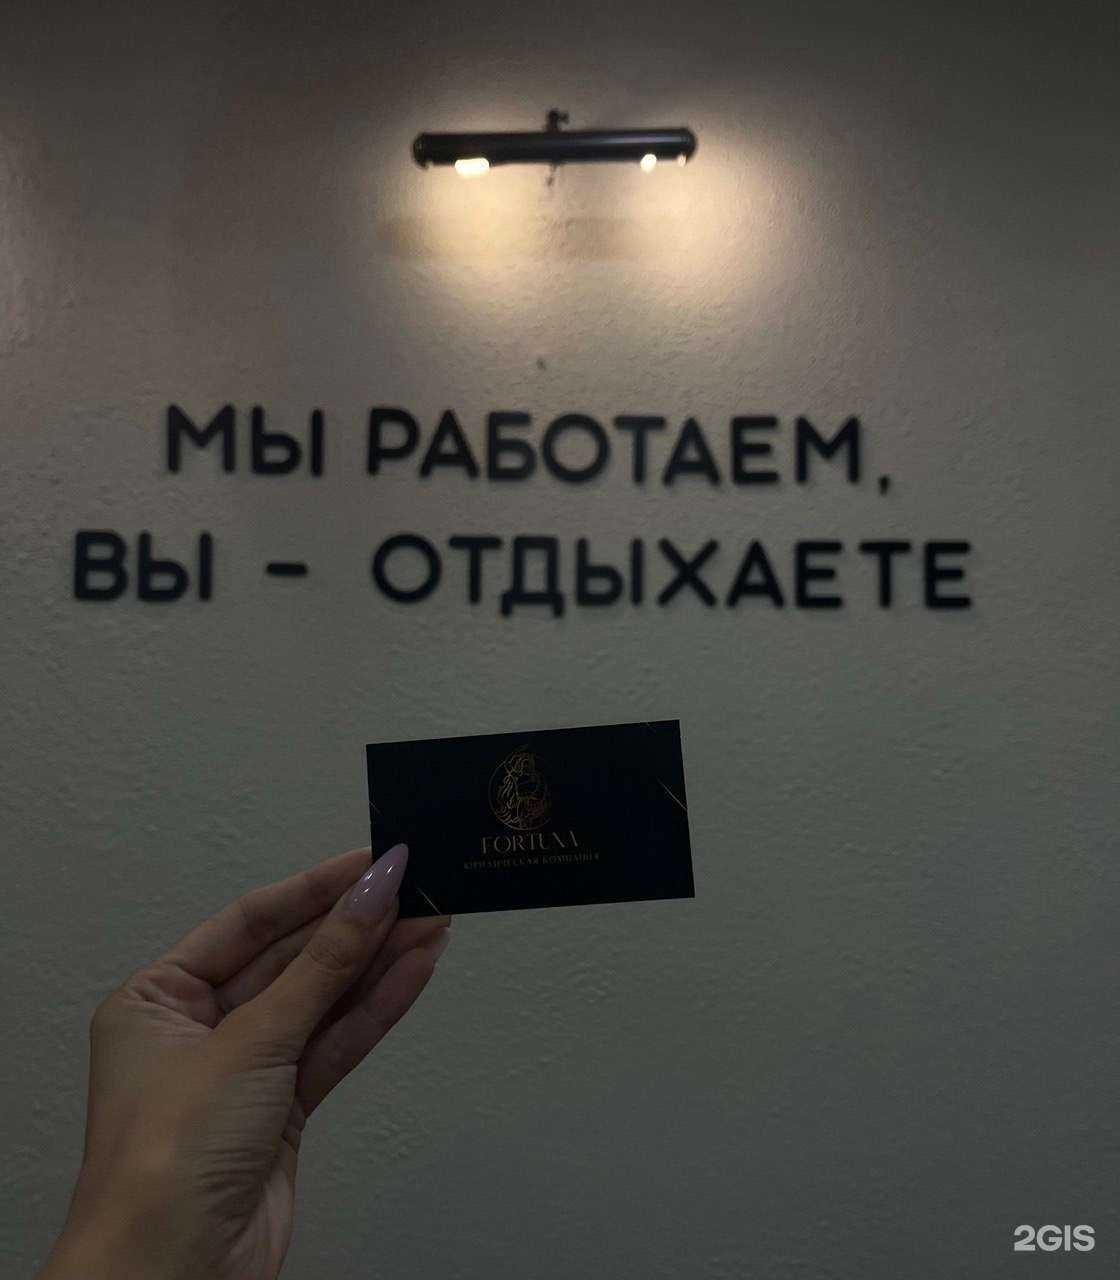 МЫ РАБОТАЕМ,
ВЫ - ОТДЫХАЕТЕ
FORTUNA
ЮРИДИЧЕСКАЯ КОМПАНИЯ
2GIS